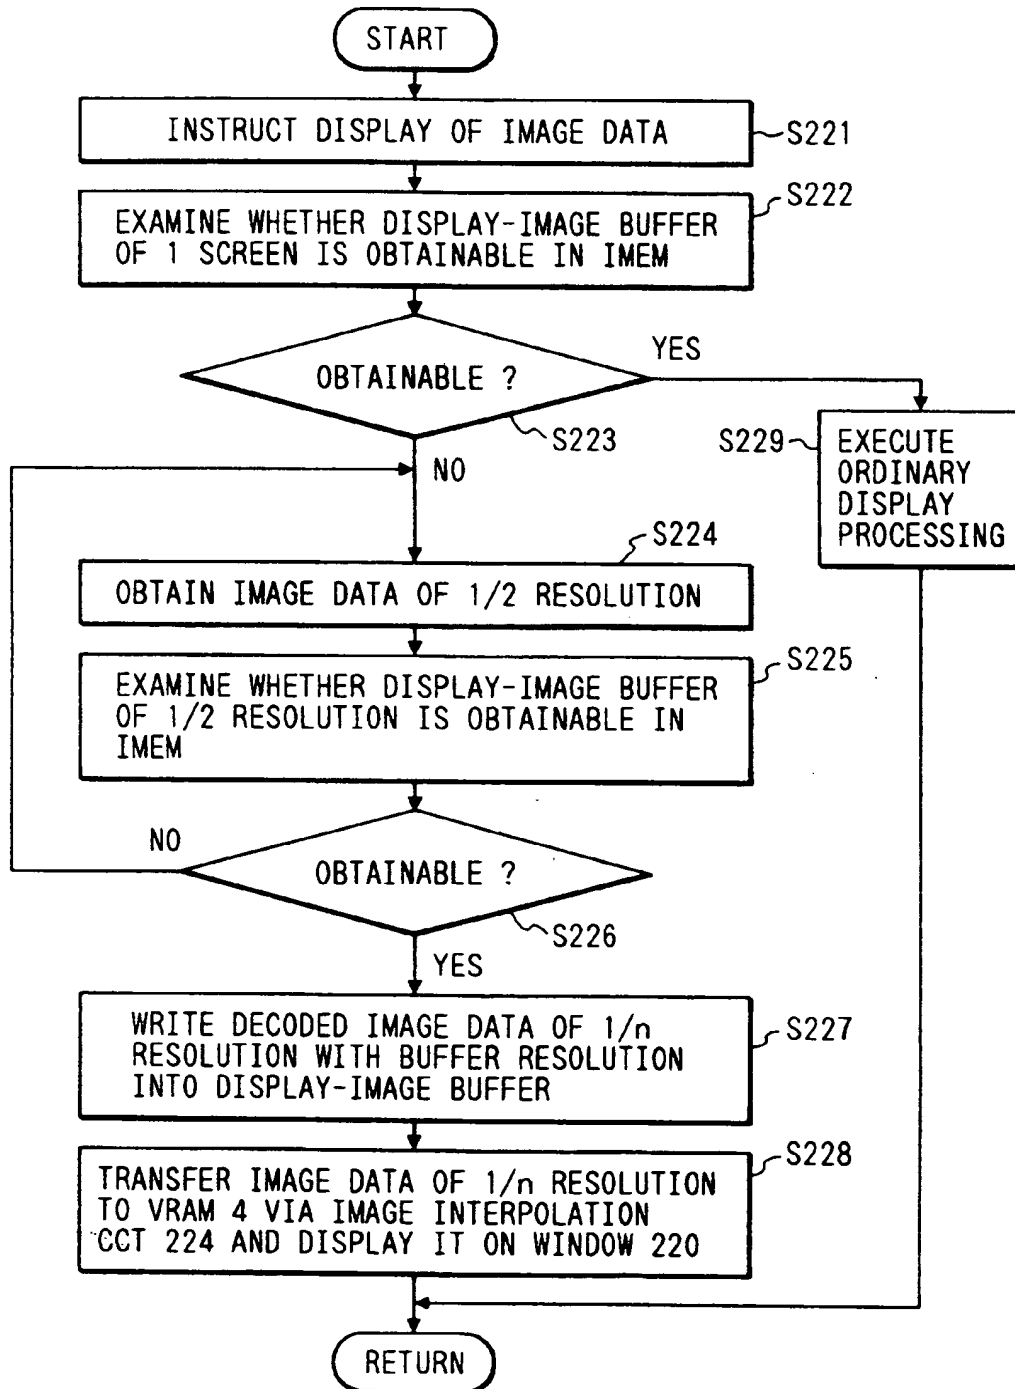 START
INSTRUCT DISPLAY OF IMAGE DATA
S221
S222
EXAMINE WHETHER DISPLAY-IMAGE BUFFER
OF 1 SCREEN IS OBTAINABLE IN IMEM
OBTAINABLE ?
YES
S223
NO
S229
EXECUTE
ORDINARY
DISPLAY
PROCESSING
S224
OBTAIN IMAGE DATA OF 1/2 RESOLUTION
S225
EXAMINE WHETHER DISPLAY-IMAGE BUFFER
OF 1/2 RESOLUTION IS OBTAINABLE IN
IMEM
NO
OBTAINABLE ?
S226
YES
WRITE DECODED IMAGE DATA OF 1/n
RESOLUTION WITH BUFFER RESOLUTION
INTO DISPLAY-IMAGE BUFFER
S227
S228
TRANSFER IMAGE DATA OF 1/n RESOLUTION
TO VRAM 4 VIA IMAGE INTERPOLATION
CCT 224 AND DISPLAY IT ON WINDOW 220
RETURN